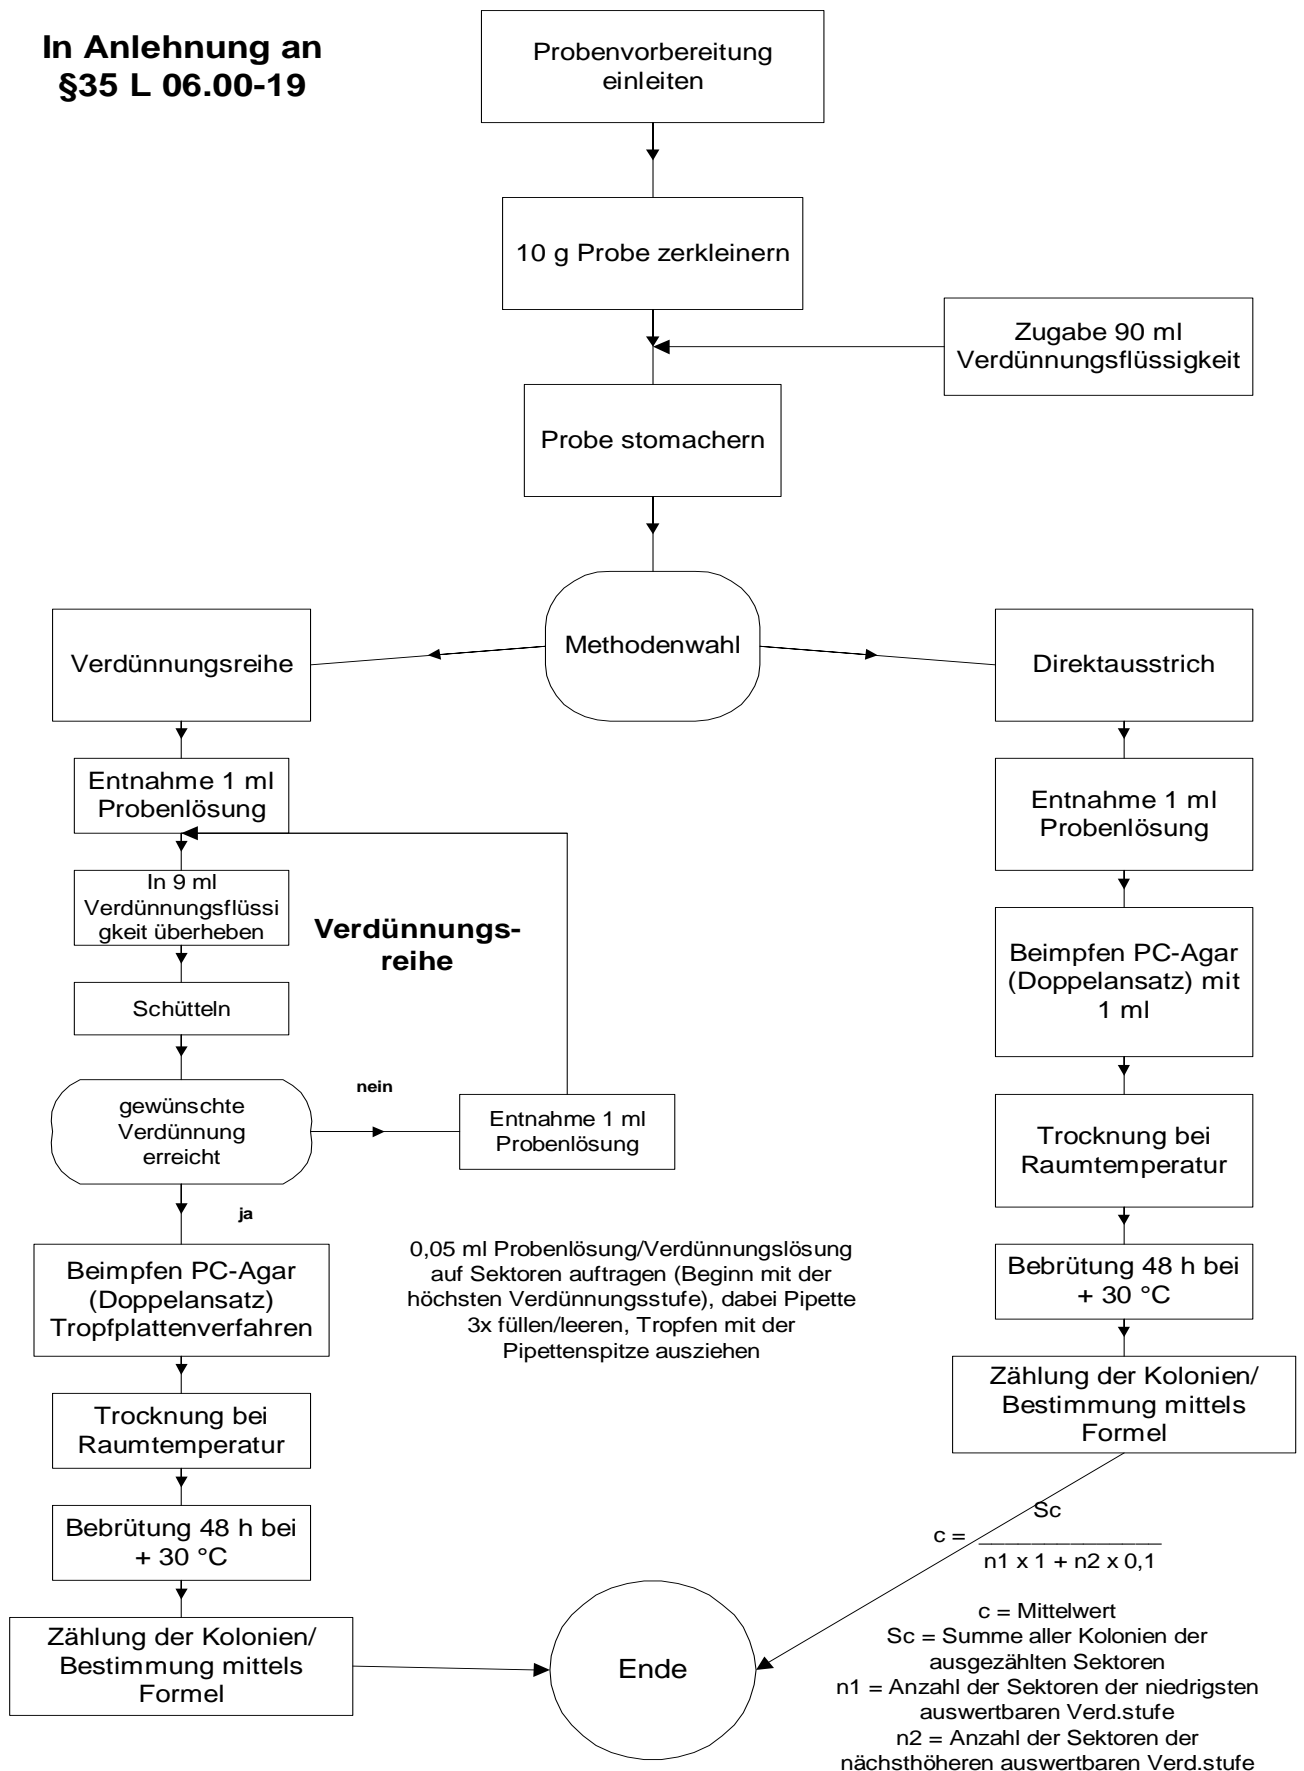 In Anlehnung an
§35 L 06.00-19
Probenvorbereitung
einleiten
10 g Probe zerkleinern
Zugabe 90 ml
Verdünnungsflüssigkeit
Probe stomachern
Methodenwahl
Verdünnungsreihe
Direktausstrich
Entnahme 1 ml
Probenlösung
In 9 ml
Verdünnungsflüssi
gkeit überheben
Verdünnungs-
reihe
Schütteln
gewünschte
Verdünnung
erreicht
nein
Entnahme 1 ml
Probenlösung
ja
Beimpfen PC-Agar
(Doppelansatz)
Tropfplattenverfahren
0,05 ml Probenlösung/Verdünnungslösung
auf Sektoren auftragen (Beginn mit der
höchsten Verdünnungsstufe), dabei Pipette
3x füllen/leeren, Tropfen mit der
Pipettenspitze ausziehen
Trocknung bei
Raumtemperatur
Bebrütung 48 h bei
+ 30 °C
Zählung der Kolonien/
Bestimmung mittels
Formel
Entnahme 1 ml
Probenlösung
Beimpfen PC-Agar
(Doppelansatz) mit
1 ml
Trocknung bei
Raumtemperatur
Bebrütung 48 h bei
+ 30 °C
Zählung der Kolonien/
Bestimmung mittels
Formel
Sc
c = ______________
n1 x 1 + n2 x 0,1
c = Mittelwert
Sc = Summe aller Kolonien der
ausgezählten Sektoren
n1 = Anzahl der Sektoren der niedrigsten
auswertbaren Verd.stufe
n2 = Anzahl der Sektoren der
nächsthöheren auswertbaren Verd.stufe
Ende